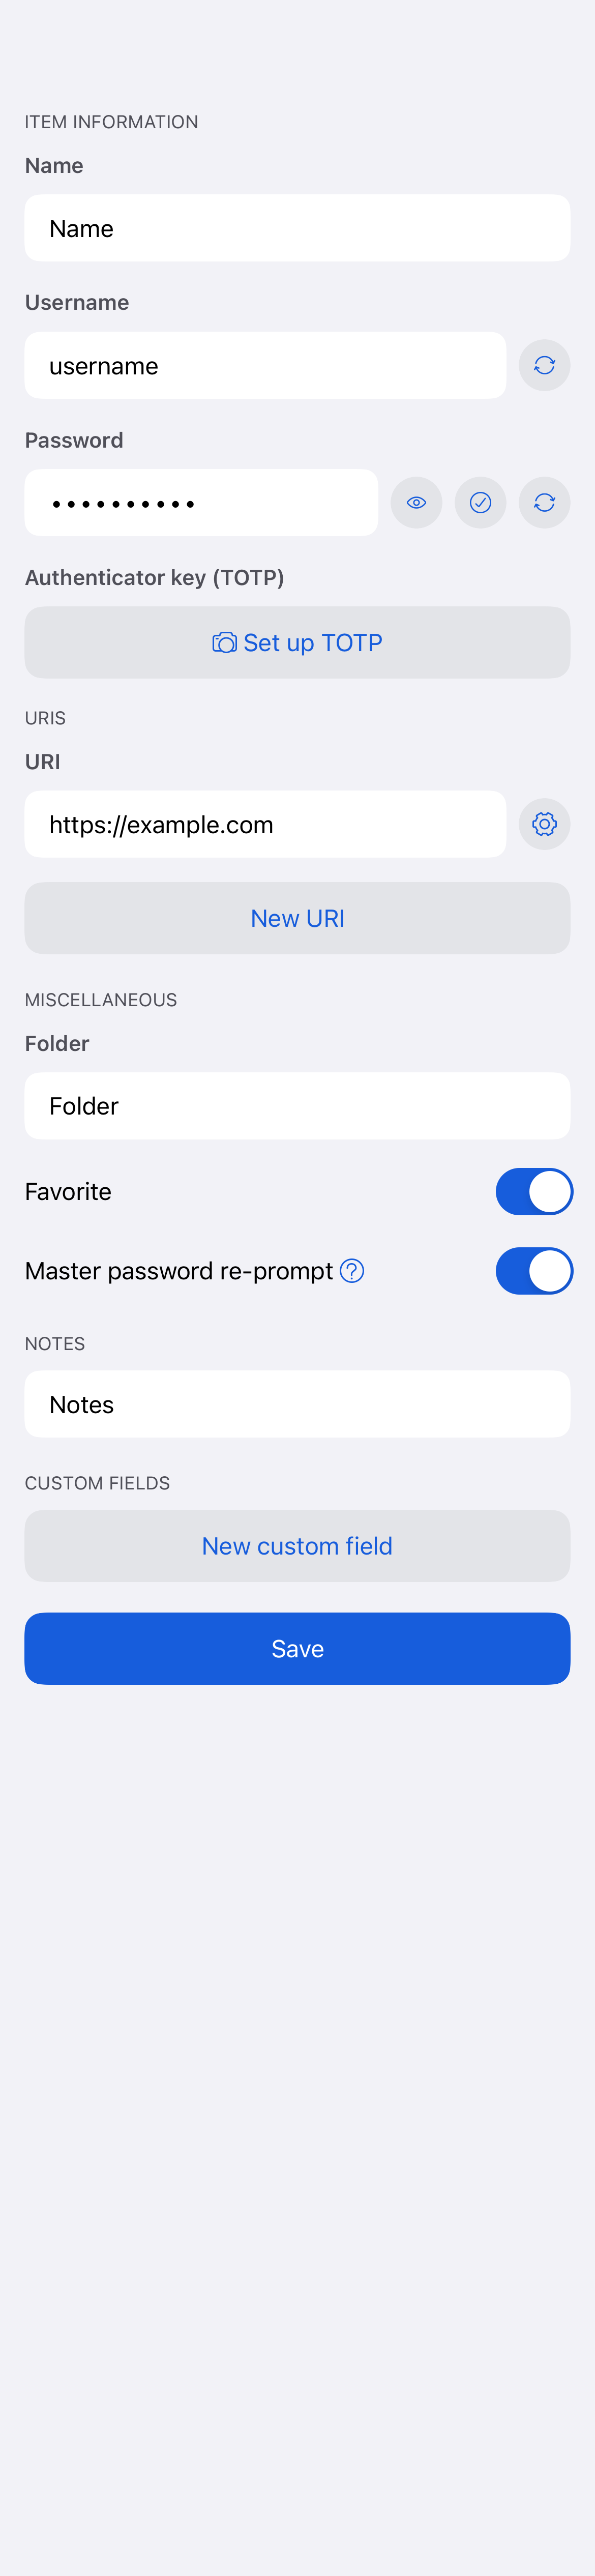 ITEM INFORMATION
Name
Name
Username
username
Password
••••••••••
Authenticator key (TOTP)
Set up TOTP
URIS
URI
https://example.com
New URI
MISCELLANEOUS
Folder
Folder
Favorite
Master password re-prompt
NOTES
Notes
CUSTOM FIELDS
New custom field
Save